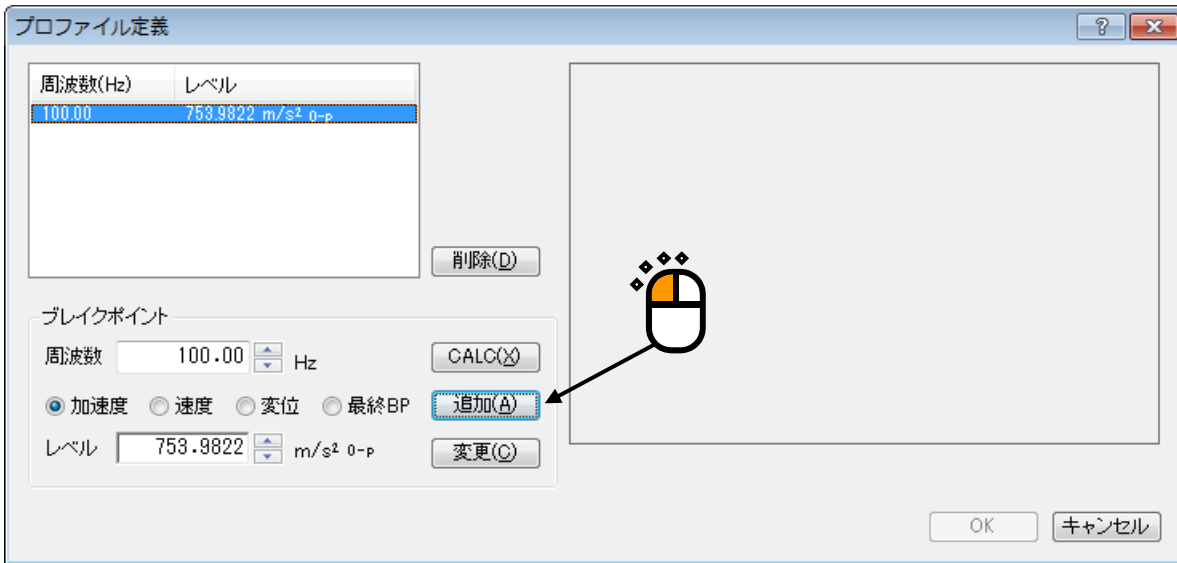 プロファイル定義
周波数(Hz) レベル
100.00 753.9822 m/s² 0-p
削除(D)
ブレイクポイント
周波数 100.00 Hz CALC(X)
加速度 速度 変位 最終BP 追加(A)
レベル 753.9822 m/s² 0-P 変更(C)
OK キャンセル